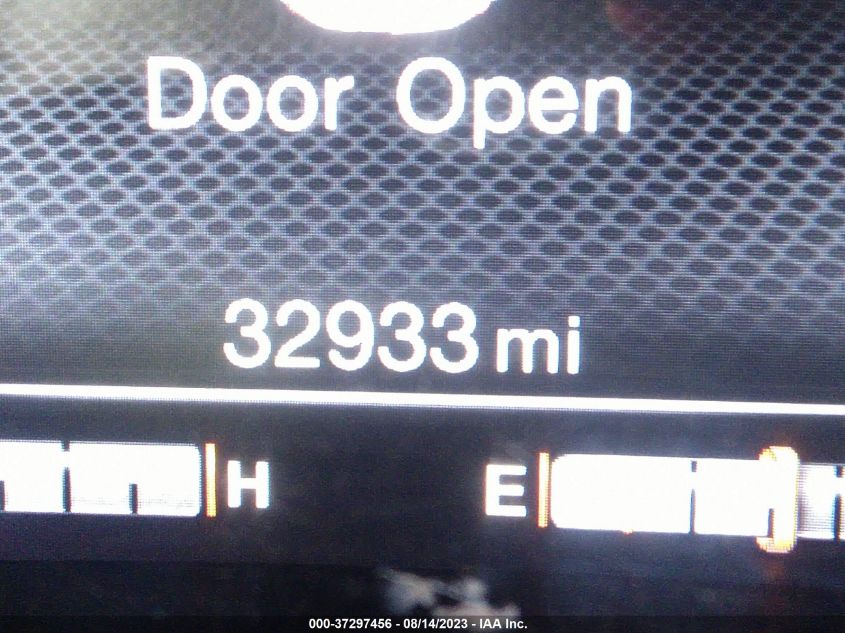 Door Open
32933 mi
H E
000-37297456 - 08/14/2023 - IAA Inc.